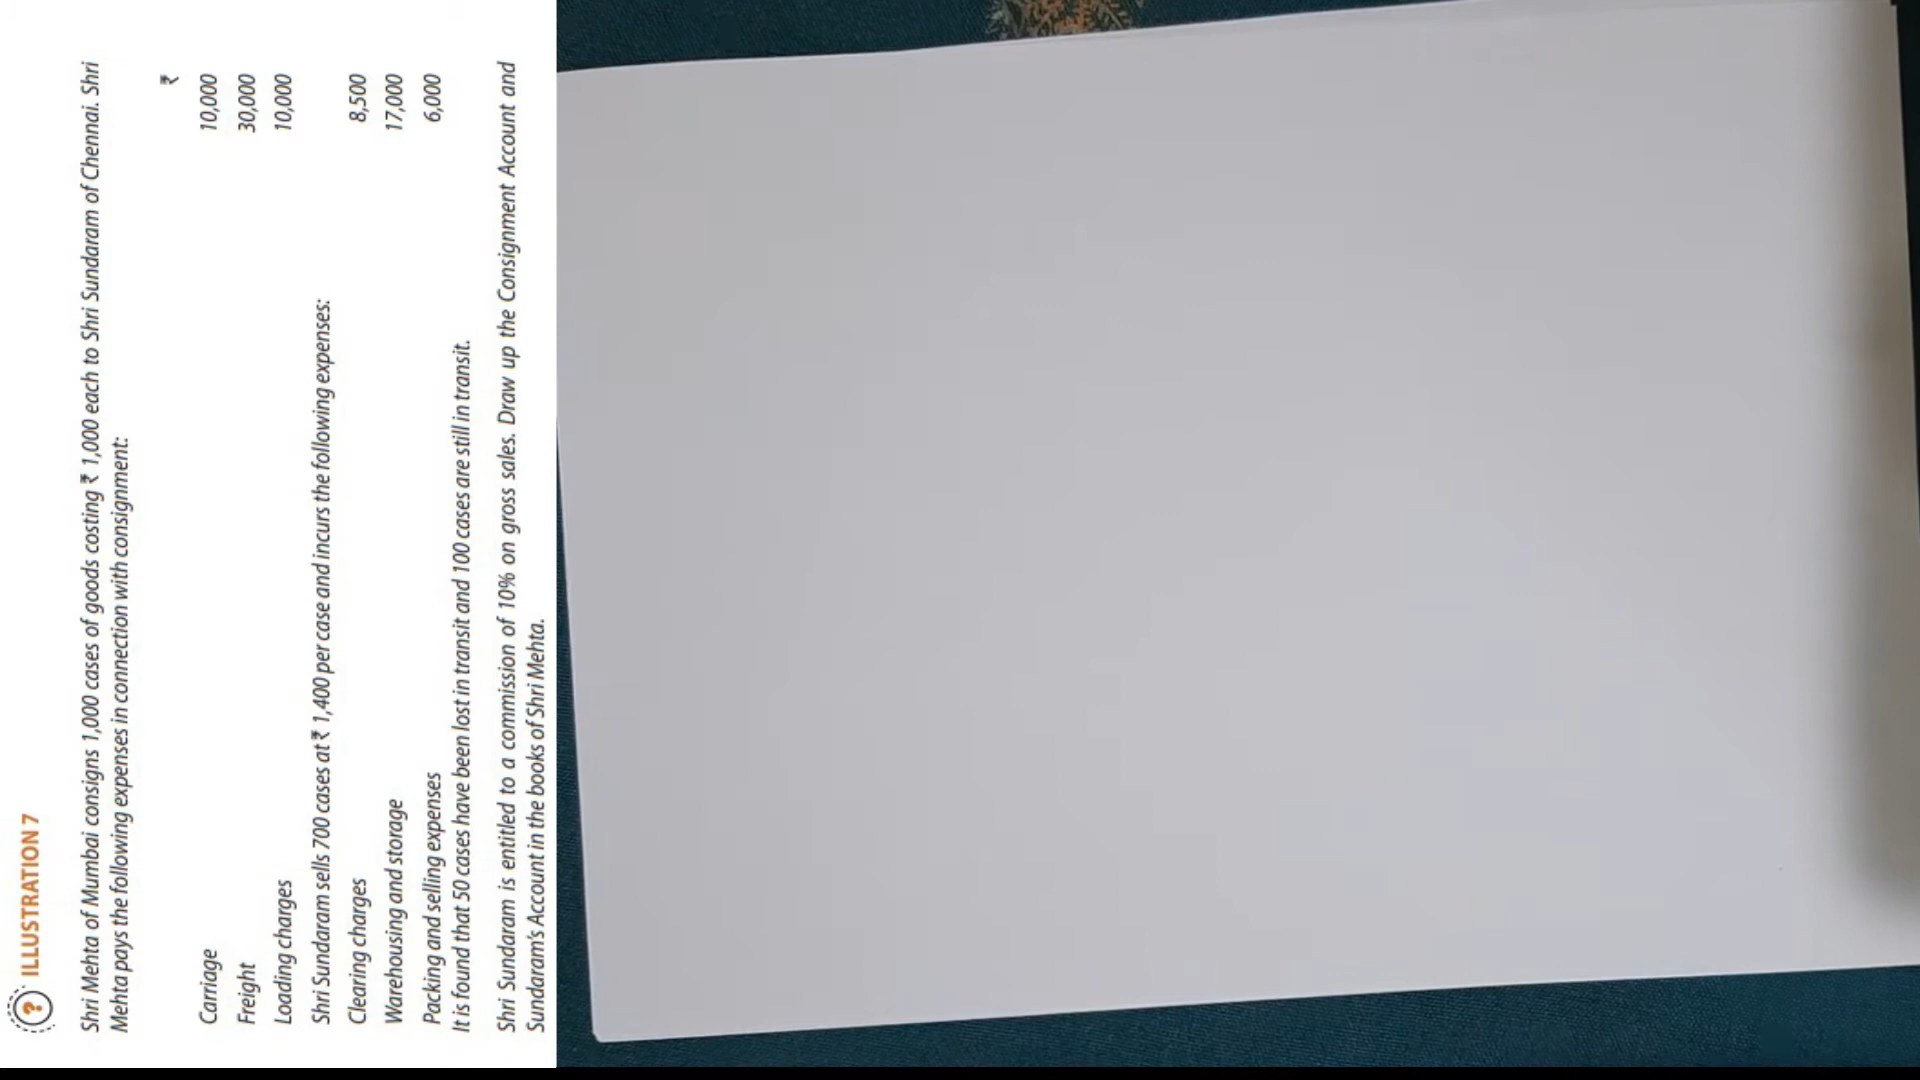 ? ILLUSTRATION 7
Shri Mehta of Mumbai consigns 1,000 cases of goods costing ₹ 1,000 each to Shri Sundaram of Chennai. Shri
Mehta pays the following expenses in connection with consignment:
₹
Carriage 10,000
Freight 30,000
Loading charges 10,000
Shri Sundaram sells 700 cases at ₹ 1,400 per case and incurs the following expenses:
Clearing charges 8,500
Warehousing and storage 17,000
Packing and selling expenses 6,000
It is found that 50 cases have been lost in transit and 100 cases are still in transit.
Shri Sundaram is entitled to a commission of 10% on gross sales. Draw up the Consignment Account and
Sundaram's Account in the books of Shri Mehta.